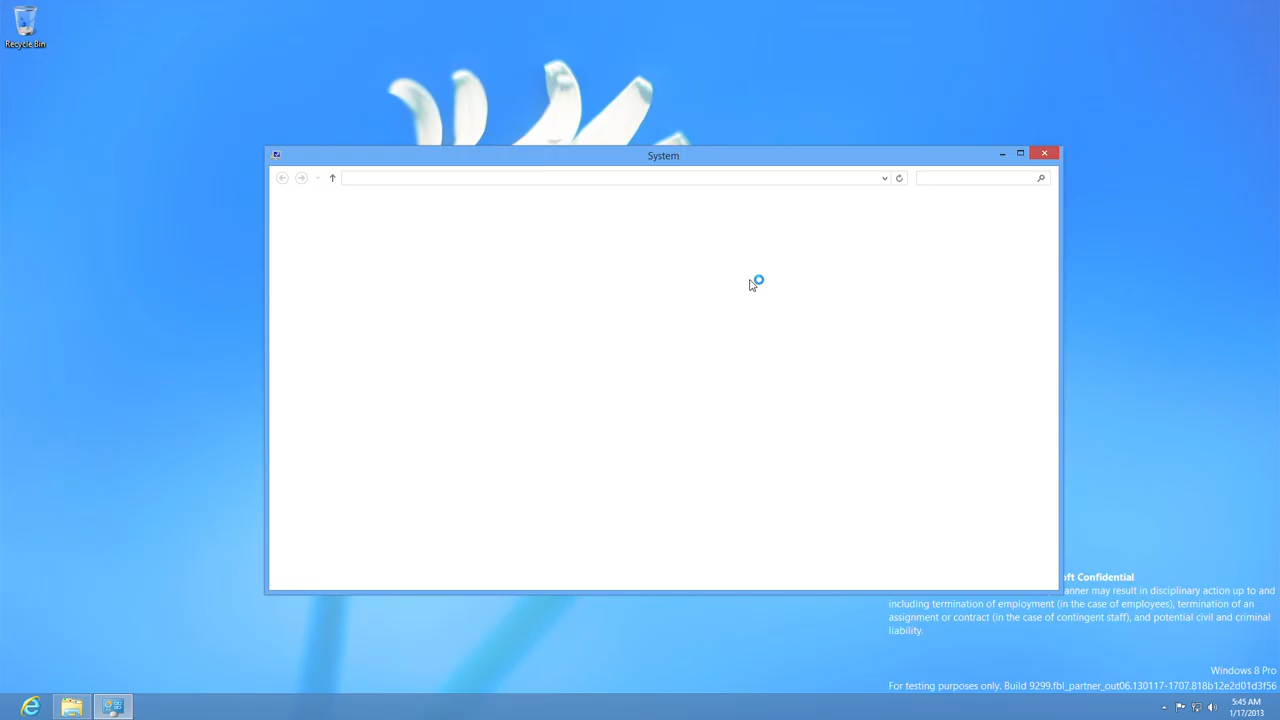 Recycle Bin
System
oft Confidential
anner may result in disciplinary action up to and
including termination of employment (in the case of employees), termination of an
assignment or contract (in the case of contingent staff), and potential civil and criminal
liability.
Windows 8 Pro
For testing purposes only. Build 9299.fbl_partner_out06.130117-1707.818b12e2d01d3f56
5:45 AM
1/17/2013